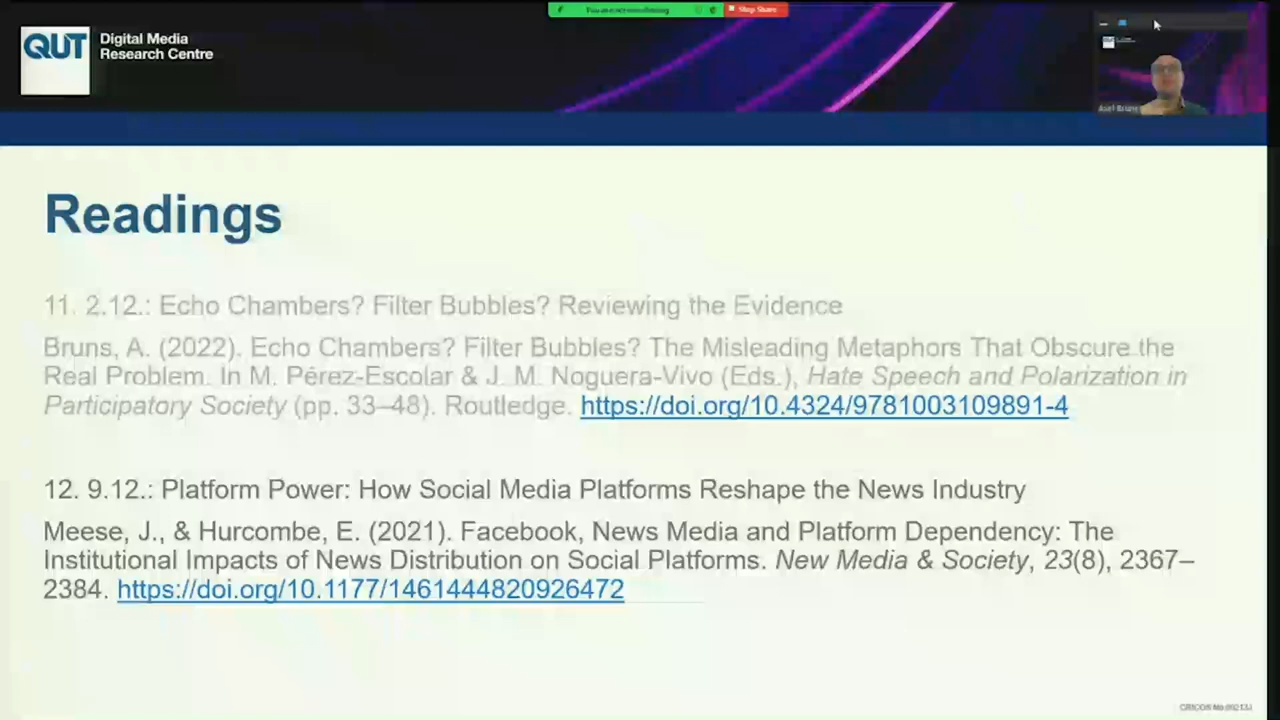 Stop Share
QUT
Digital Media
Research Centre
Readings
11. 2.12.: Echo Chambers? Filter Bubbles? Reviewing the Evidence
Bruns, A. (2022). Echo Chambers? Filter Bubbles? The Misleading Metaphors That Obscure the
Real Problem. In M. Pérez-Escolar & J. M. Noguera-Vivo (Eds.), Hate Speech and Polarization in
Participatory Society (pp. 33–48). Routledge. https://doi.org/10.4324/9781003109891-4
12. 9.12.: Platform Power: How Social Media Platforms Reshape the News Industry
Meese, J., & Hurcombe, E. (2021). Facebook, News Media and Platform Dependency: The
Institutional Impacts of News Distribution on Social Platforms. New Media & Society, 23(8), 2367–
2384. https://doi.org/10.1177/1461444820926472